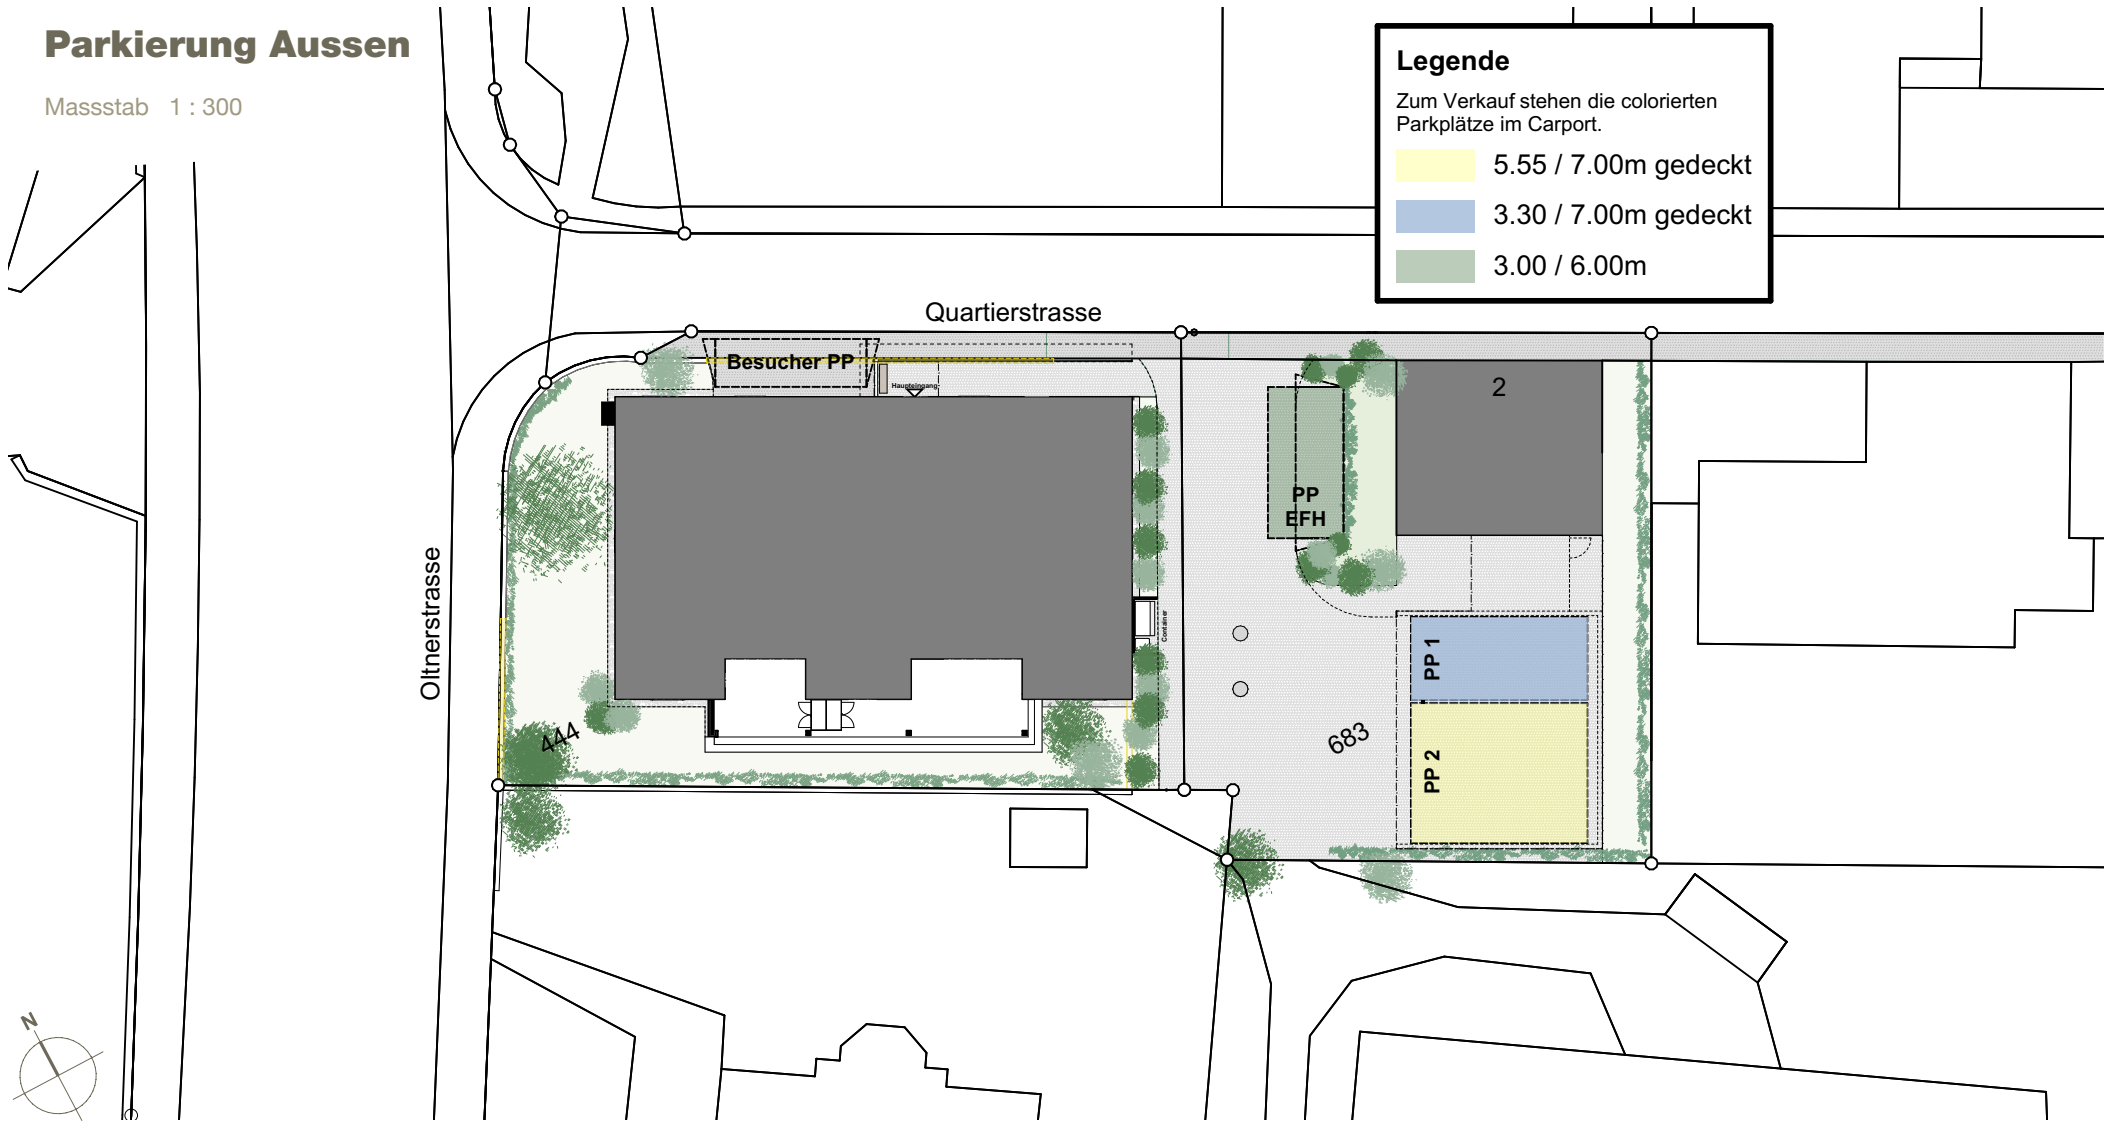 Parkierung Aussen
Massstab 1 : 300
Legende
Zum Verkauf stehen die colorierten
Parkplätze im Carport.
5.55 / 7.00m gedeckt
3.30 / 7.00m gedeckt
3.00 / 6.00m
Quartierstrasse
Besucher PP
Haupteingang
2
PP
EFH
Oltnerstrasse
Container
PP 1
444
683
PP 2
N